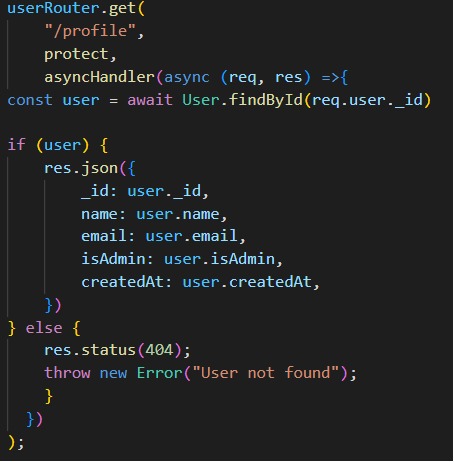 userRouter.get(
    "/profile",
    protect,
    asyncHandler(async (req, res) =>{
const user = await User.findById(req.user._id)

if (user) {
    res.json({
        _id: user._id,
        name: user.name,
        email: user.email,
        isAdmin: user.isAdmin,
        createdAt: user.createdAt,
    })
} else {
    res.status(404);
    throw new Error("User not found");
    }
  })
);